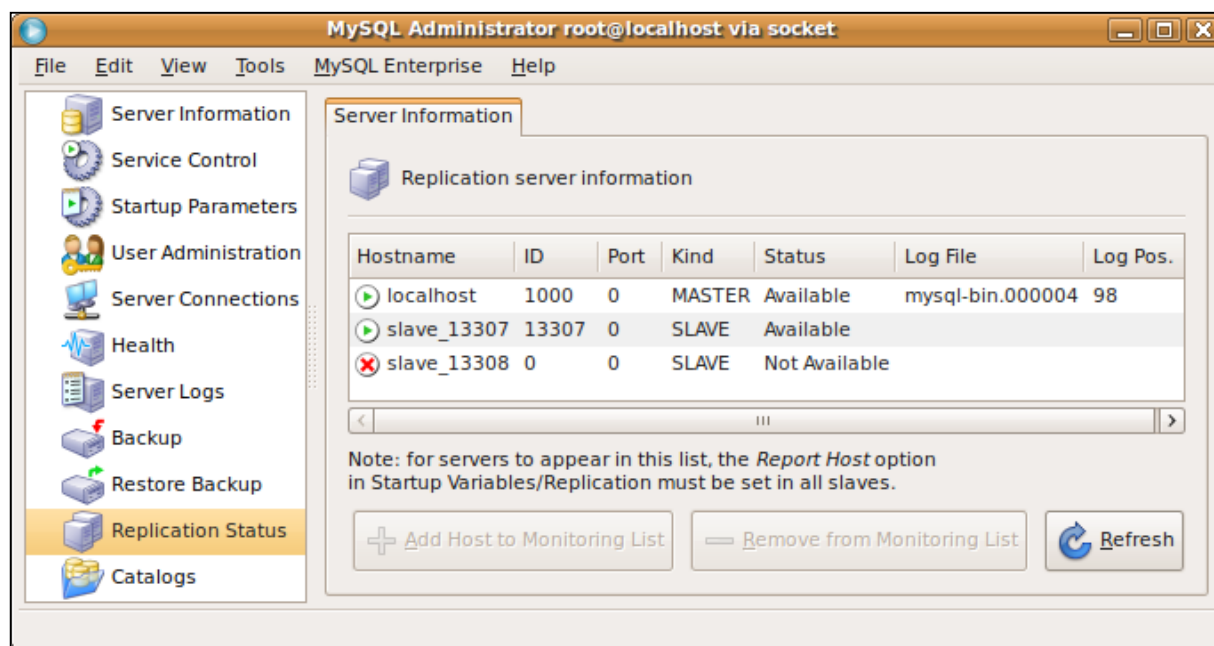 MySQL Administrator root@localhost via socket
File Edit View Tools MySQL Enterprise Help
Server Information
Service Control
Startup Parameters
User Administration
Server Connections
Health
Server Logs
Backup
Restore Backup
Replication Status
Catalogs
Server Information
Replication server information
Hostname ID Port Kind Status Log File Log Pos.
localhost 1000 0 MASTER Available mysql-bin.000004 98
slave_13307 13307 0 SLAVE Available
slave_13308 0 0 SLAVE Not Available
Note: for servers to appear in this list, the Report Host option
in Startup Variables/Replication must be set in all slaves.
Add Host to Monitoring List Remove from Monitoring List Refresh